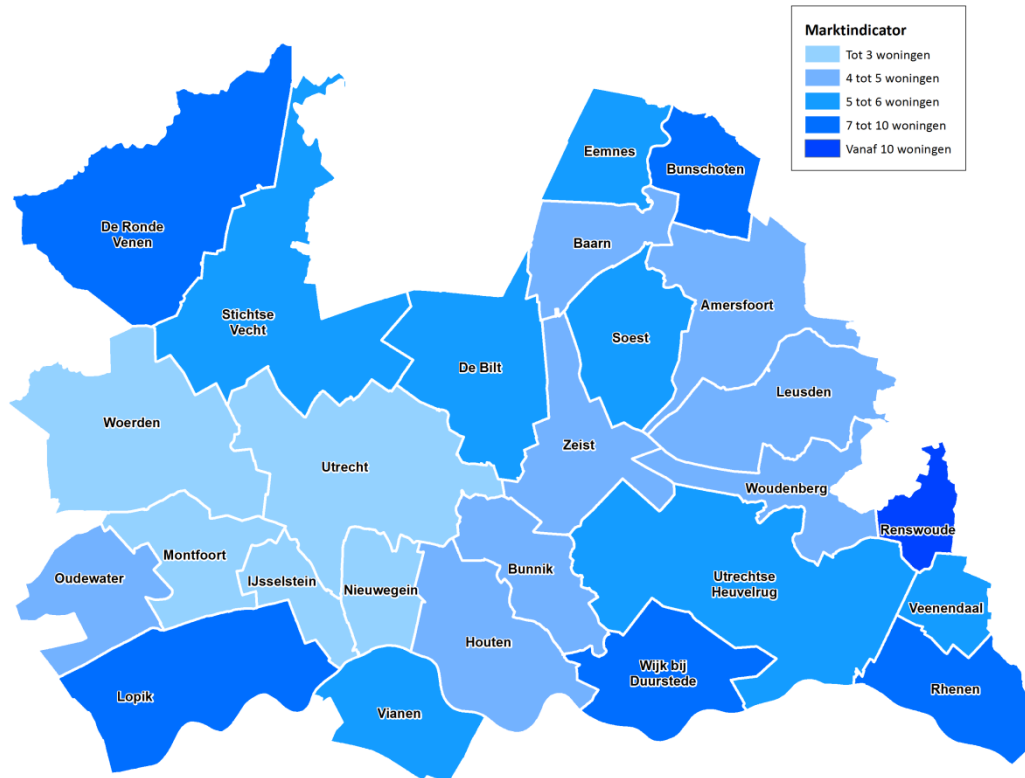 Marktindicator
Tot 3 woningen
4 tot 5 woningen
5 tot 6 woningen
7 tot 10 woningen
Vanaf 10 woningen
Eemnes
Bunschoten
De Ronde
Venen
Baarn
Amersfoort
Stichtse
Vecht
Soest
De Bilt
Leusden
Woerden
Zeist
Utrecht
Woudenberg
Renswoude
Montfoort
Bunnik
Oudewater
IJsselstein
Nieuwegein
Utrechtse
Heuvelrug
Veenendaal
Houten
Wijk bij
Duurstede
Rhenen
Lopik
Vianen